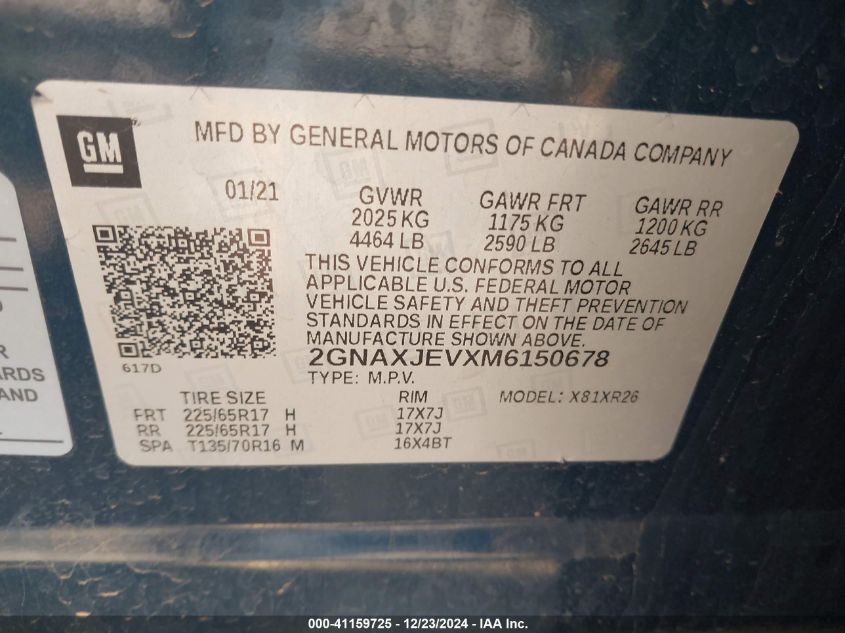 GM
MFD BY GENERAL MOTORS OF CANADA COMPANY
01/21
GVWR GAWR FRT GAWR RR
2025 KG 1175 KG 1200 KG
4464 LB 2590 LB 2645 LB
THIS VEHICLE CONFORMS TO ALL
APPLICABLE U.S. FEDERAL MOTOR
VEHICLE SAFETY AND THEFT PREVENTION
STANDARDS IN EFFECT ON THE DATE OF
MANUFACTURE SHOWN ABOVE.
617D
2GNAXJEVXM6150678
TYPE: M.P.V. MODEL: X81XR26
TIRE SIZE RIM
FRT 225/65R17 H 17X7J
RR 225/65R17 H 17X7J
SPA T135/70R16 M 16X4BT
ARDS
AND
000-41159725 - 12/23/2024 - IAA Inc.